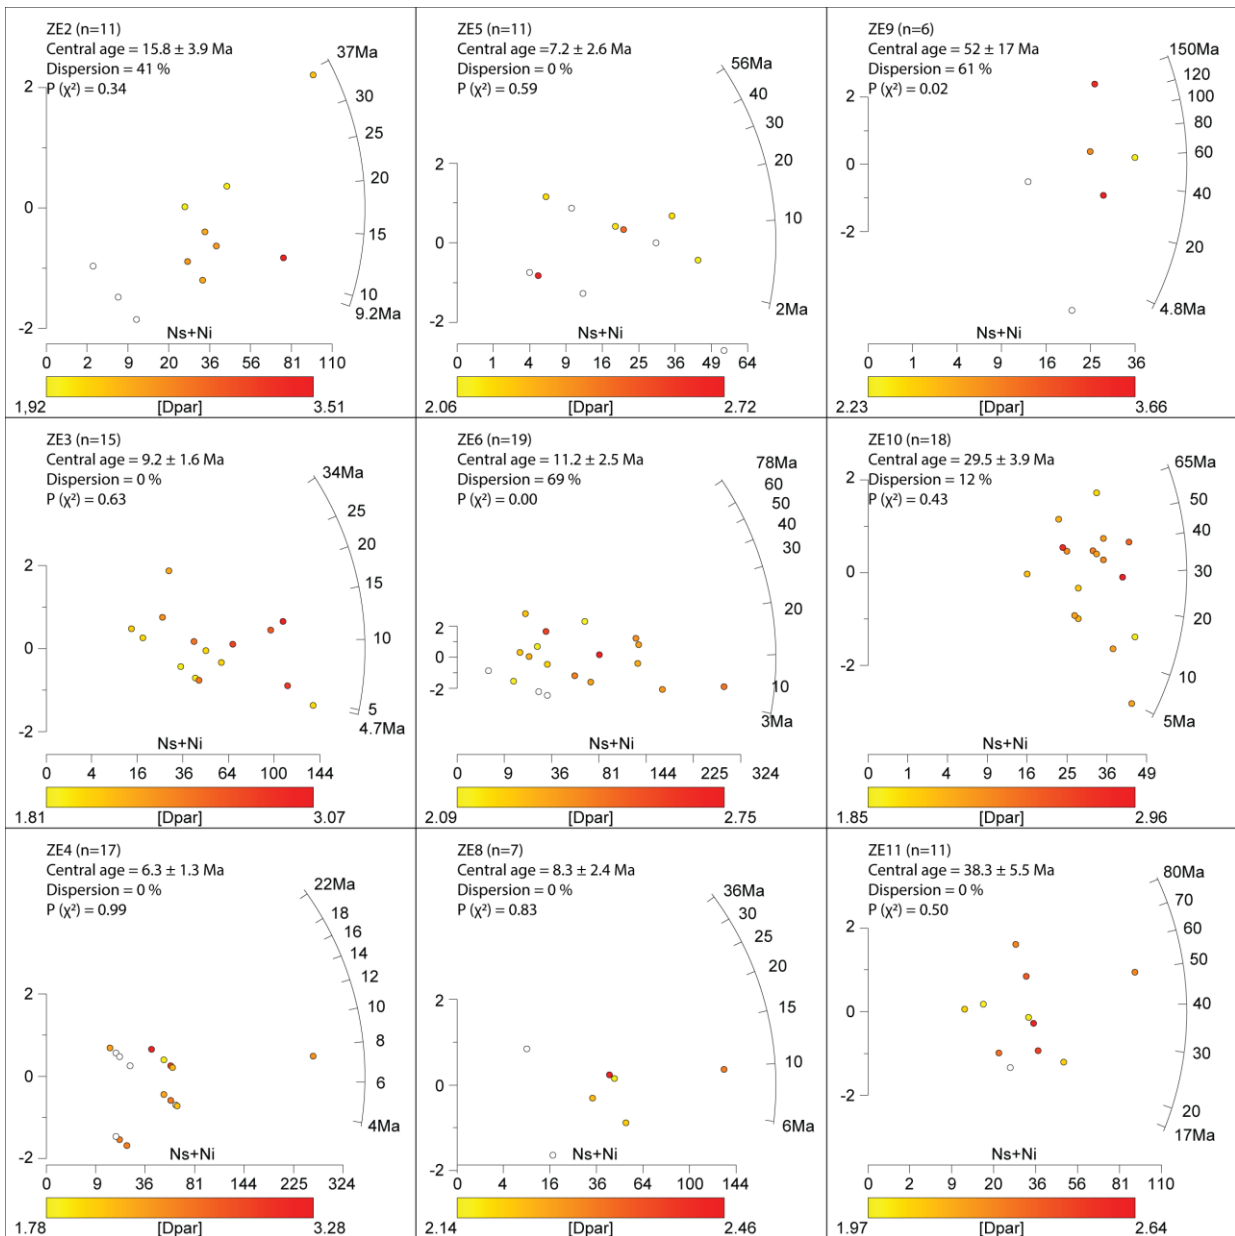 ZE2 (n=11)
Central age = 15.8 ± 3.9 Ma
Dispersion = 41 %
P (χ²) = 0.34
37Ma
30
25
20
15
10
9.2Ma
2
0
-2
Ns+Ni
0 2 9 20 36 56 81 110
1.92 [Dpar] 3.51
ZE5 (n=11)
Central age =7.2 ± 2.6 Ma
Dispersion = 0 %
P (χ²) = 0.59
56Ma
40
30
20
10
2Ma
2
0
-2
Ns+Ni
0 1 4 9 16 25 36 49 64
2.06 [Dpar] 2.72
ZE9 (n=6)
Central age = 52 ± 17 Ma
Dispersion = 61 %
P (χ²) = 0.02
150Ma
120
100
80
60
40
20
4.8Ma
2
0
-2
Ns+Ni
0 1 4 9 16 25 36
2.23 [Dpar] 3.66
ZE3 (n=15)
Central age = 9.2 ± 1.6 Ma
Dispersion = 0 %
P (χ²) = 0.63
34Ma
25
20
15
10
5
4.7Ma
2
0
-2
Ns+Ni
0 4 16 36 64 100 144
1.81 [Dpar] 3.07
ZE6 (n=19)
Central age = 11.2 ± 2.5 Ma
Dispersion = 69 %
P (χ²) = 0.00
78Ma
60
50
40
30
20
10
3Ma
2
0
-2
Ns+Ni
0 9 36 81 144 225 324
2.09 [Dpar] 2.75
ZE10 (n=18)
Central age = 29.5 ± 3.9 Ma
Dispersion = 12 %
P (χ²) = 0.43
65Ma
50
40
30
20
10
5Ma
2
0
-2
Ns+Ni
0 1 4 9 16 25 36 49
1.85 [Dpar] 2.96
ZE4 (n=17)
Central age = 6.3 ± 1.3 Ma
Dispersion = 0 %
P (χ²) = 0.99
22Ma
18
16
14
12
10
8
6
4Ma
2
0
-2
Ns+Ni
0 9 36 81 144 225 324
1.78 [Dpar] 3.28
ZE8 (n=7)
Central age = 8.3 ± 2.4 Ma
Dispersion = 0 %
P (χ²) = 0.83
36Ma
30
25
20
15
10
6Ma
2
0
-2
Ns+Ni
0 4 16 36 64 100 144
2.14 [Dpar] 2.46
ZE11 (n=11)
Central age = 38.3 ± 5.5 Ma
Dispersion = 0 %
P (χ²) = 0.50
80Ma
70
60
50
40
30
20
17Ma
2
0
-2
Ns+Ni
0 2 9 20 36 56 81 110
1.97 [Dpar] 2.64